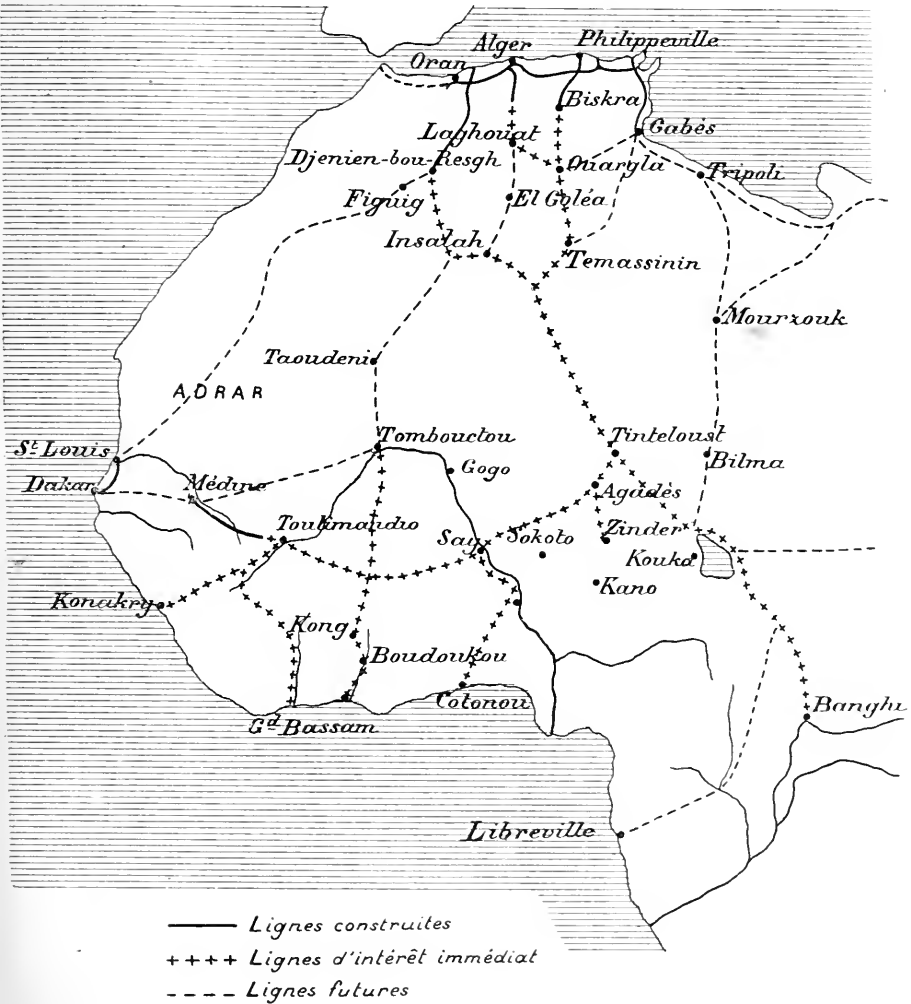 Alger
Philippeville
Oran
Biskra
Laghouat
Gabès
Djenien-bou-Resgh
Ouargla
Tripoli
Figuig
El Goléa
Insalah
Temassinin
Mourzouk
Taoudeni
ADRAR
Tombouctou
Tinteloust
St. Louis
Gogo
Bilma
Dakar
Médine
Agadès
Toulimandio
Say
Sokoto
Zinder
Kouka
Kano
Konakry
Kong
Boudoukou
Cotonou
Banghi
Gd Bassam
Libreville
Lignes construites
Lignes d'intérêt immédiat
Lignes futures